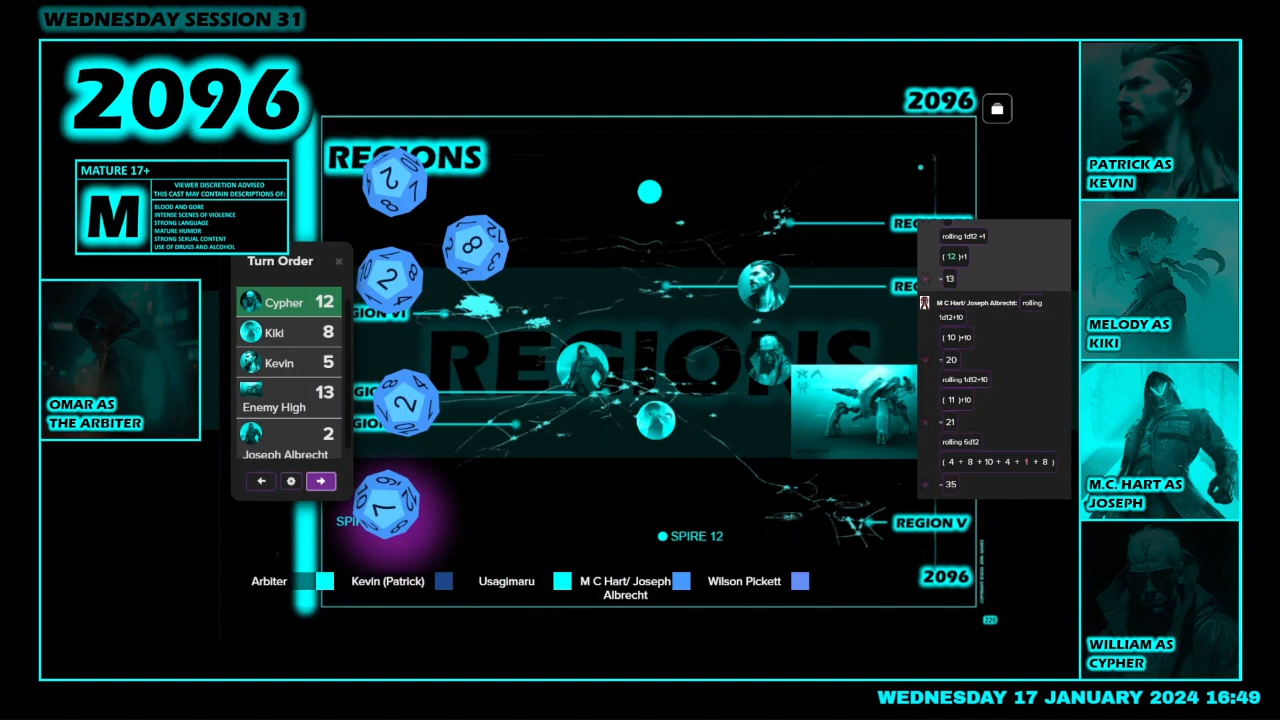 WEDNESDAY SESSION 31
2096
MATURE 17+
M
VIEWER DISCRETION ADVISED
THIS CAST MAY CONTAIN DESCRIPTIONS OF:
BLOOD AND GORE
INTENSE SCENES OF VIOLENCE
STRONG LANGUAGE
MATURE HUMOR
STRONG SEXUAL CONTENT
USE OF DRUGS AND ALCOHOL
OMAR AS
THE ARBITER
Turn Order
Cypher 12
Kiki 8
Kevin 5
13
Enemy High
2
Joseph Albrecht
2096
REGIONS
REGIONS
REGION V
SPIRE 12
2096
Arbiter
Kevin (Patrick)
Usagimaru
M C Hart/ Joseph
Albrecht
Wilson Pickett
rolling 1d12 +1
( 12 )+1
= 13
M C Hart/ Joseph Albrecht: rolling
1d12+10
( 10 )+10
= 20
rolling 1d12+10
( 11 )+10
= 21
rolling 6d12
( 4 + 8 + 10 + 4 + 1 + 8 )
= 35
PATRICK AS
KEVIN
MELODY AS
KIKI
M.C. HART AS
JOSEPH
WILLIAM AS
CYPHER
WEDNESDAY 17 JANUARY 2024 16:49